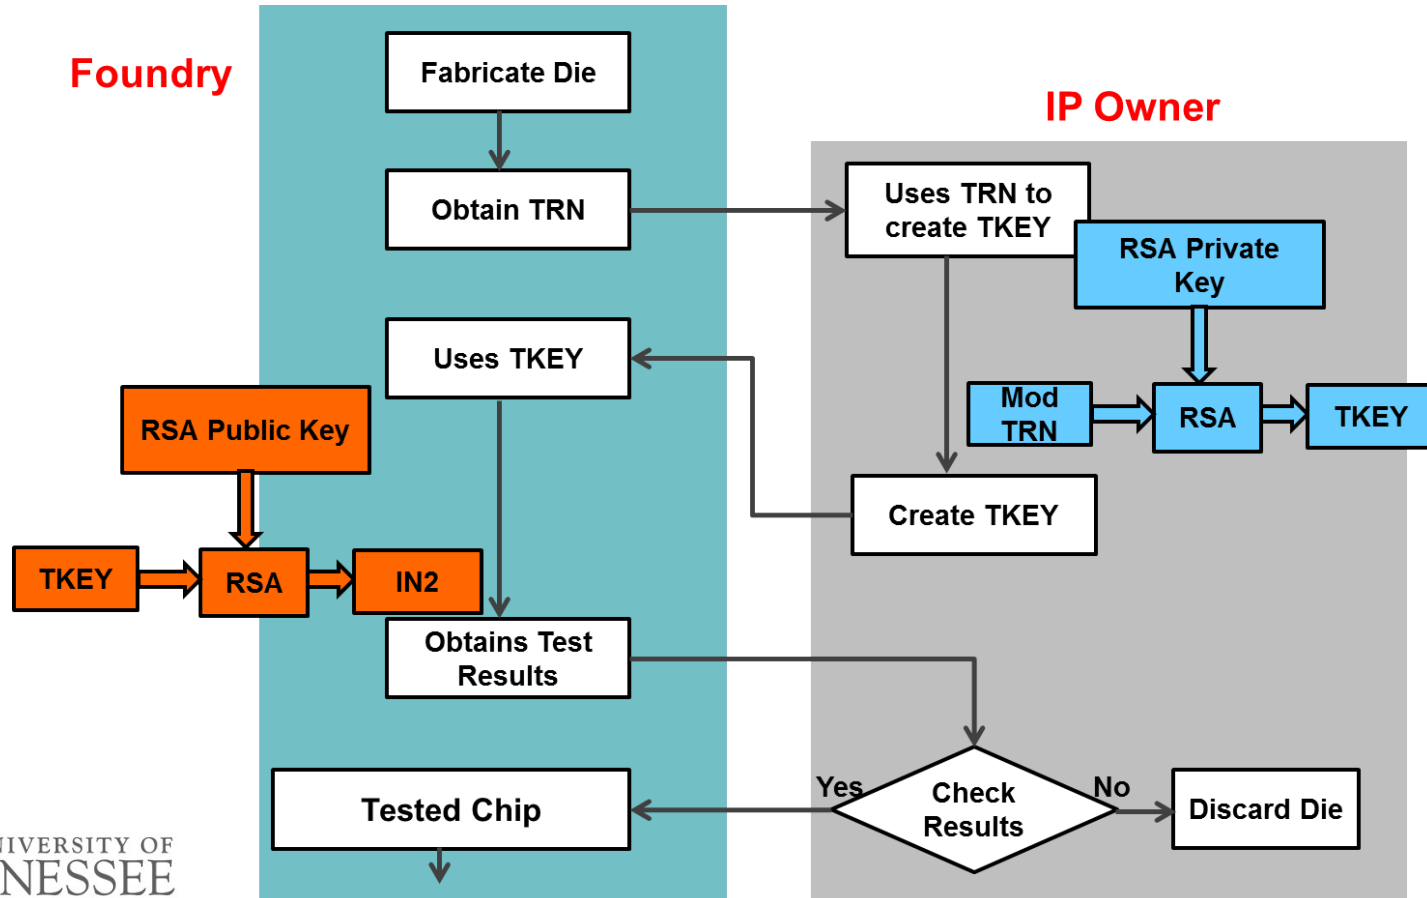 Foundry
Fabricate Die
IP Owner
Obtain TRN
Uses TRN to
create TKEY
RSA Private
Key
Uses TKEY
RSA Public Key
Mod
TRN
RSA
TKEY
Create TKEY
TKEY
RSA
IN2
Obtains Test
Results
Yes
Check
Results
No
Tested Chip
Discard Die
NIVERSITY OF
NESSEE